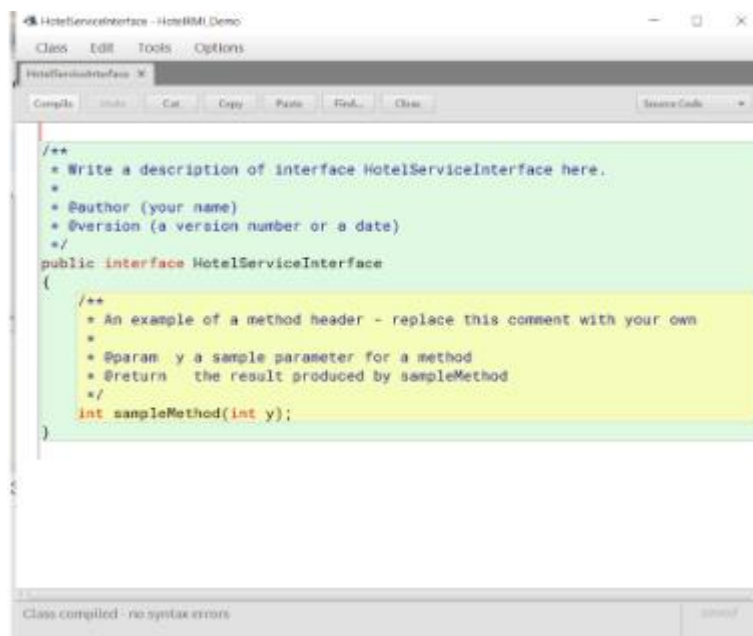 HotelServiceInterface - HotelRMI_Demo
Class Edit Tools Options
HotelServiceInterface X
Compile Undo Cut Copy Paste Find... Close Source Code
/**
* Write a description of interface HotelServiceInterface here.
*
* @author (your name)
* @version (a version number or a date)
*/
public interface HotelServiceInterface
{
/**
* An example of a method header - replace this comment with your own
*
* @param y a sample parameter for a method
* @return the result produced by sampleMethod
*/
int sampleMethod(int y);
}
Class compiled - no syntax errors saved